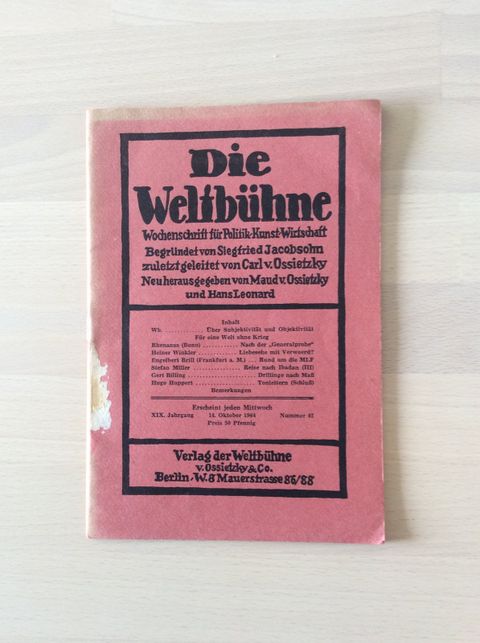 Die
Weltbühne
Wochenschrift für Politik·Kunst·Wirtschaft
Begründet von Siegfried Jacobsohn
zuletzt geleitet von Carl v. Ossietzky
Neu herausgegeben von Maud v. Ossietzky
und Hans Leonard
Inhalt
Wb. ............ Über Subjektivität und Objektivität
Für eine Welt ohne Krieg
Rhenanus (Bonn) ............ Nach der „Generalprobe“
Heiner Winkler ............ Liebesehe mit Verwoerd?
Engelbert Brill (Frankfurt a. M.) ... Rund um die MLF
Stefan Miller ............ Reise nach Ibadan (III)
Gert Billing ............ Drillinge nach Maß
Hugo Huppert ............ Tonleitern (Schluß)
Bemerkungen
Erscheint jeden Mittwoch
XIX. Jahrgang 14. Oktober 1964 Nummer 42
Preis 50 Pfennig
Verlag der Weltbühne
v. Ossietzky & Co.
Berlin·W.8 Mauerstrasse 86/88